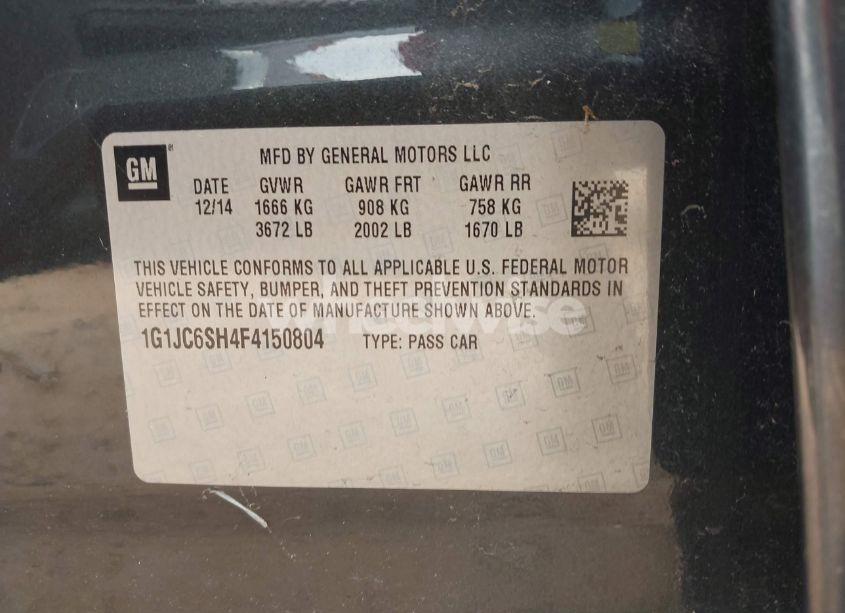 GM
MFD BY GENERAL MOTORS LLC
DATE GVWR GAWR FRT GAWR RR
12/14 1666 KG 908 KG 758 KG
3672 LB 2002 LB 1670 LB
THIS VEHICLE CONFORMS TO ALL APPLICABLE U.S. FEDERAL MOTOR
VEHICLE SAFETY, BUMPER, AND THEFT PREVENTION STANDARDS IN
EFFECT ON THE DATE OF MANUFACTURE SHOWN ABOVE.
1G1JC6SH4F4150804 TYPE: PASS CAR